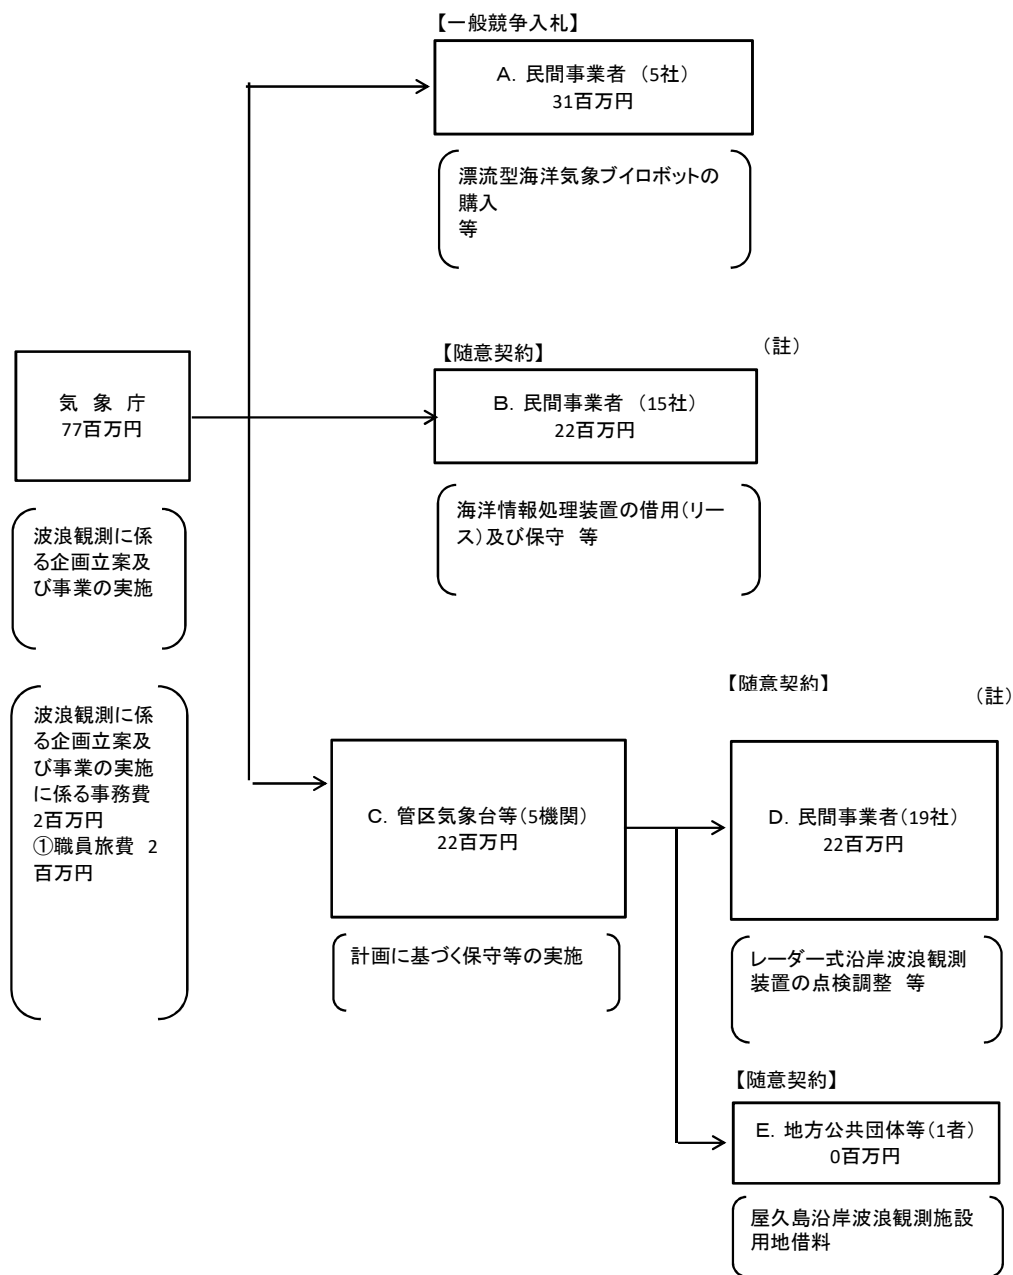 【一般競争入札】
A. 民間事業者 (5社)
31百万円
漂流型海洋気象ブイロボットの
購入
等
【随意契約】
(註)
B. 民間事業者 (15社)
22百万円
海洋情報処理装置の借用(リー
ス)及び保守 等
気 象 庁
77百万円
波浪観測に係
る企画立案及
び事業の実施
波浪観測に係
る企画立案及
び事業の実施
に係る事務費
2百万円
①職員旅費 2
百万円
C. 管区気象台等(5機関)
22百万円
計画に基づく保守等の実施
【随意契約】
(註)
D. 民間事業者(19社)
22百万円
レーダー式沿岸波浪観測
装置の点検調整 等
【随意契約】
E. 地方公共団体等(1者)
0百万円
屋久島沿岸波浪観測施設
用地借料